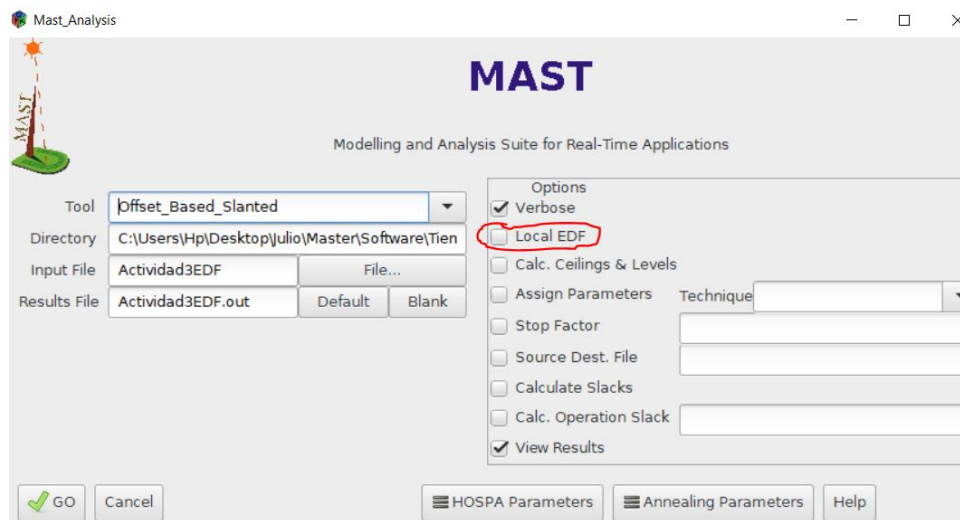 Mast_Analysis
MAST
MAST
Modelling and Analysis Suite for Real-Time Applications
Tool Offset_Based_Slanted
Directory C:\Users\Hp\Desktop\Julio\Master\Software\Tien
Input File Actividad3EDF File...
Results File Actividad3EDF.out Default Blank
Options
Verbose
Local EDF
Calc. Ceilings & Levels
Assign Parameters Technique
Stop Factor
Source Dest. File
Calculate Slacks
Calc. Operation Slack
View Results
GO Cancel HOSPA Parameters Annealing Parameters Help